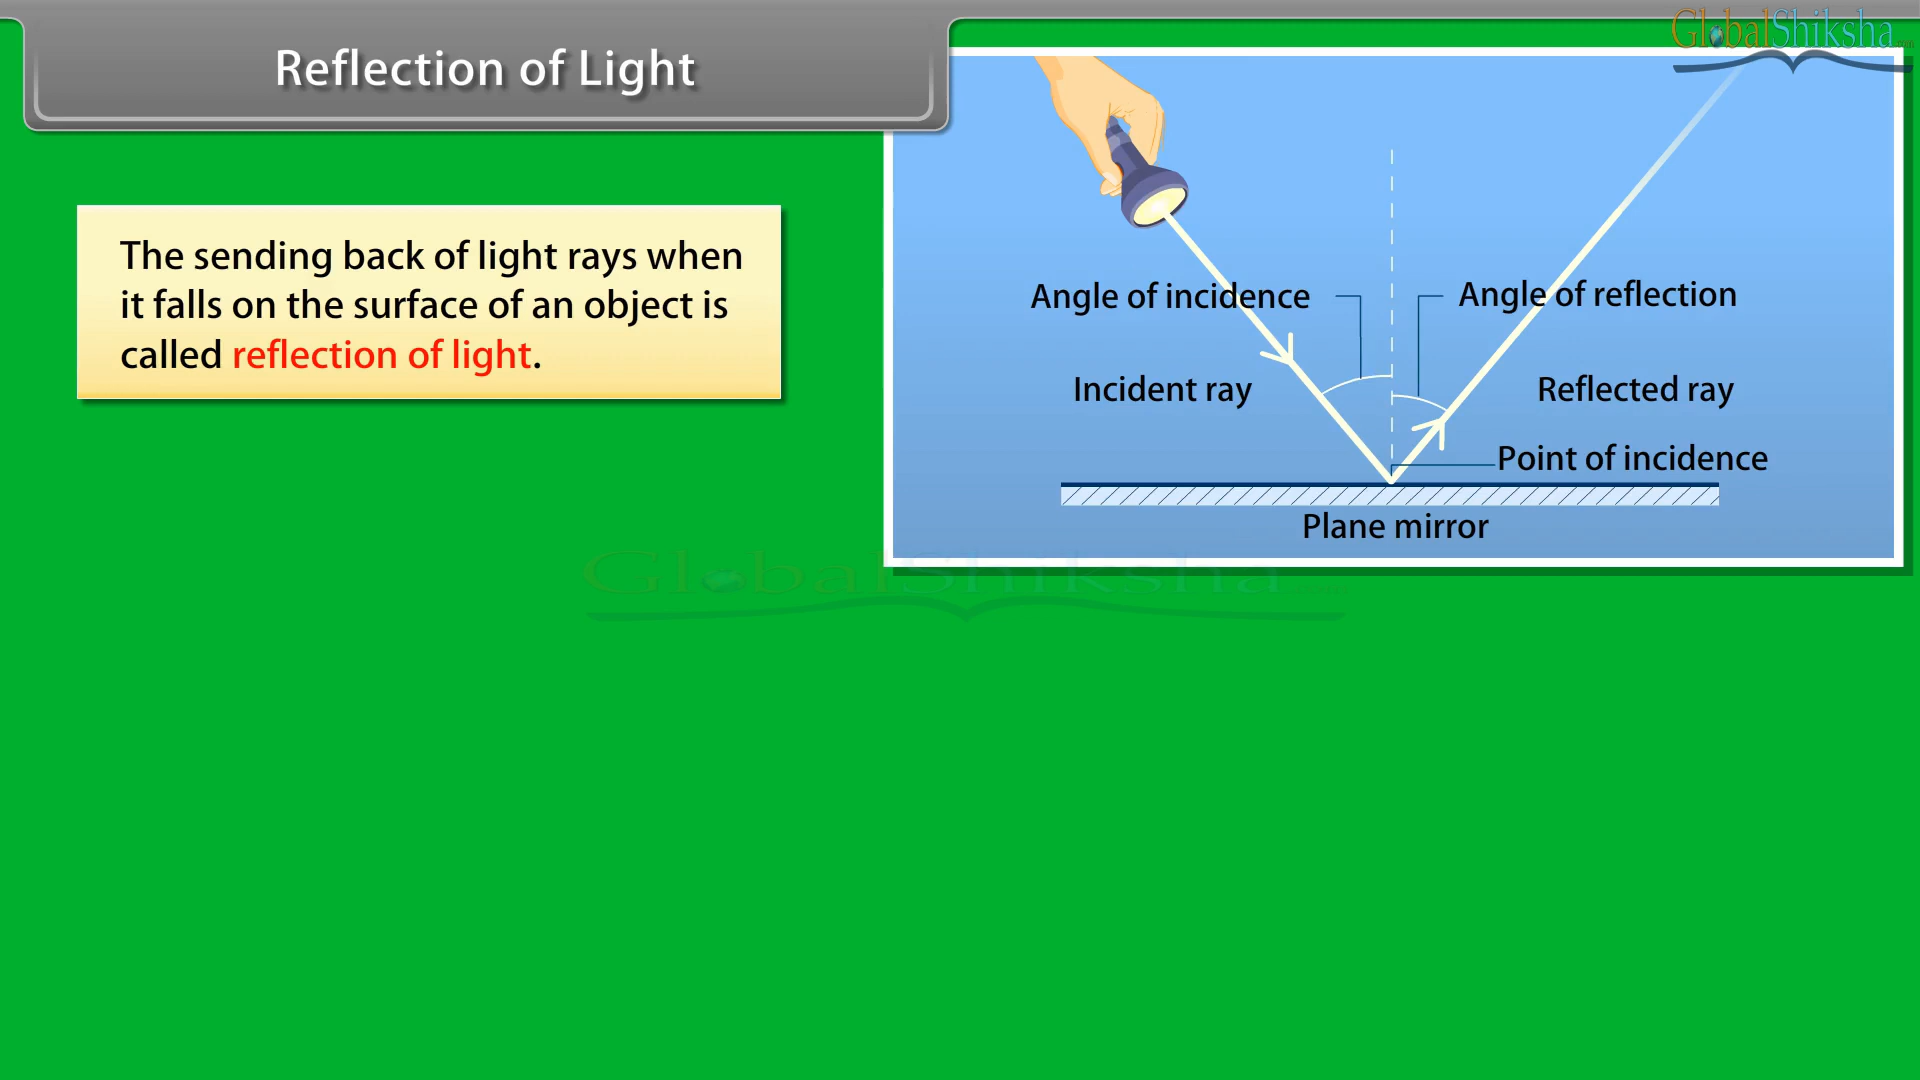 GlobalShiksha.com
Reflection of Light
The sending back of light rays when
it falls on the surface of an object is
called reflection of light.
Angle of incidence
Angle of reflection
Incident ray
Reflected ray
Point of incidence
Plane mirror
GlobalShiksha.com